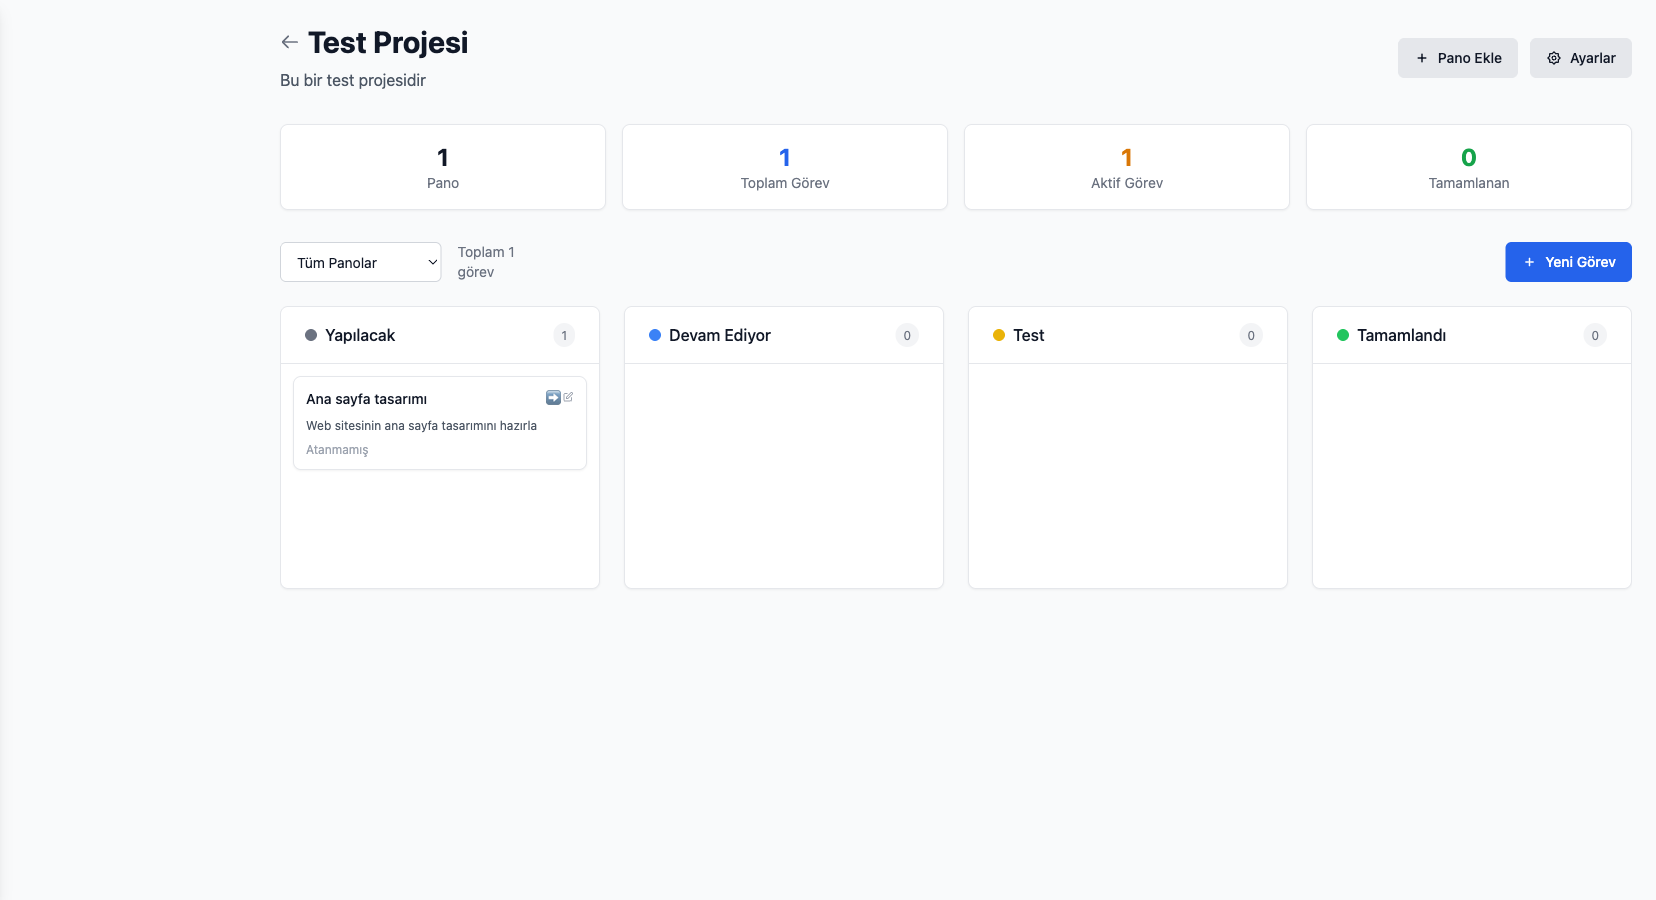 Test Projesi
Bu bir test projesidir
Pano Ekle
Ayarlar
1
Pano
1
Toplam Görev
1
Aktif Görev
0
Tamamlanan
Tüm Panolar
Toplam 1
görev
Yeni Görev
Yapılacak 1
Ana sayfa tasarımı
Web sitesinin ana sayfa tasarımını hazırla
Atanmamış
Devam Ediyor 0
Test 0
Tamamlandı 0